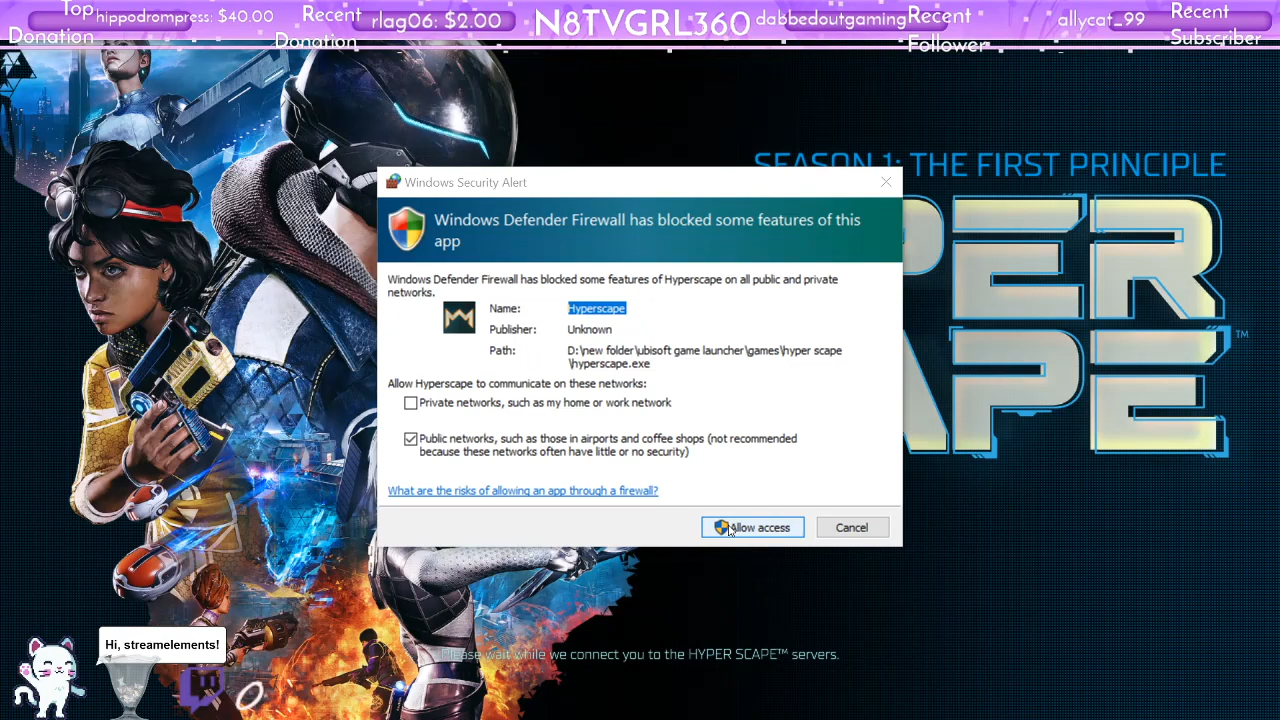 Top
Donation
hippodrompress: $40.00
Recent
Donation
rlag06: $2.00
N8TVGRL360
dabbedoutgaming
Recent
Follower
allycat_99
Recent
Subscriber
SEASON 1: THE FIRST PRINCIPLE
PER
APE™
Windows Security Alert
Windows Defender Firewall has blocked some features of this
app
Windows Defender Firewall has blocked some features of Hyperscape on all public and private
networks.
Name: Hyperscape
Publisher: Unknown
Path: D:\new folder\ubisoft game launcher\games\hyper scape
\hyperscape.exe
Allow Hyperscape to communicate on these networks:
Private networks, such as my home or work network
Public networks, such as those in airports and coffee shops (not recommended
because these networks often have little or no security)
What are the risks of allowing an app through a firewall?
Allow access
Cancel
Hi, streamelements!
Please wait while we connect you to the HYPER SCAPE™ servers.